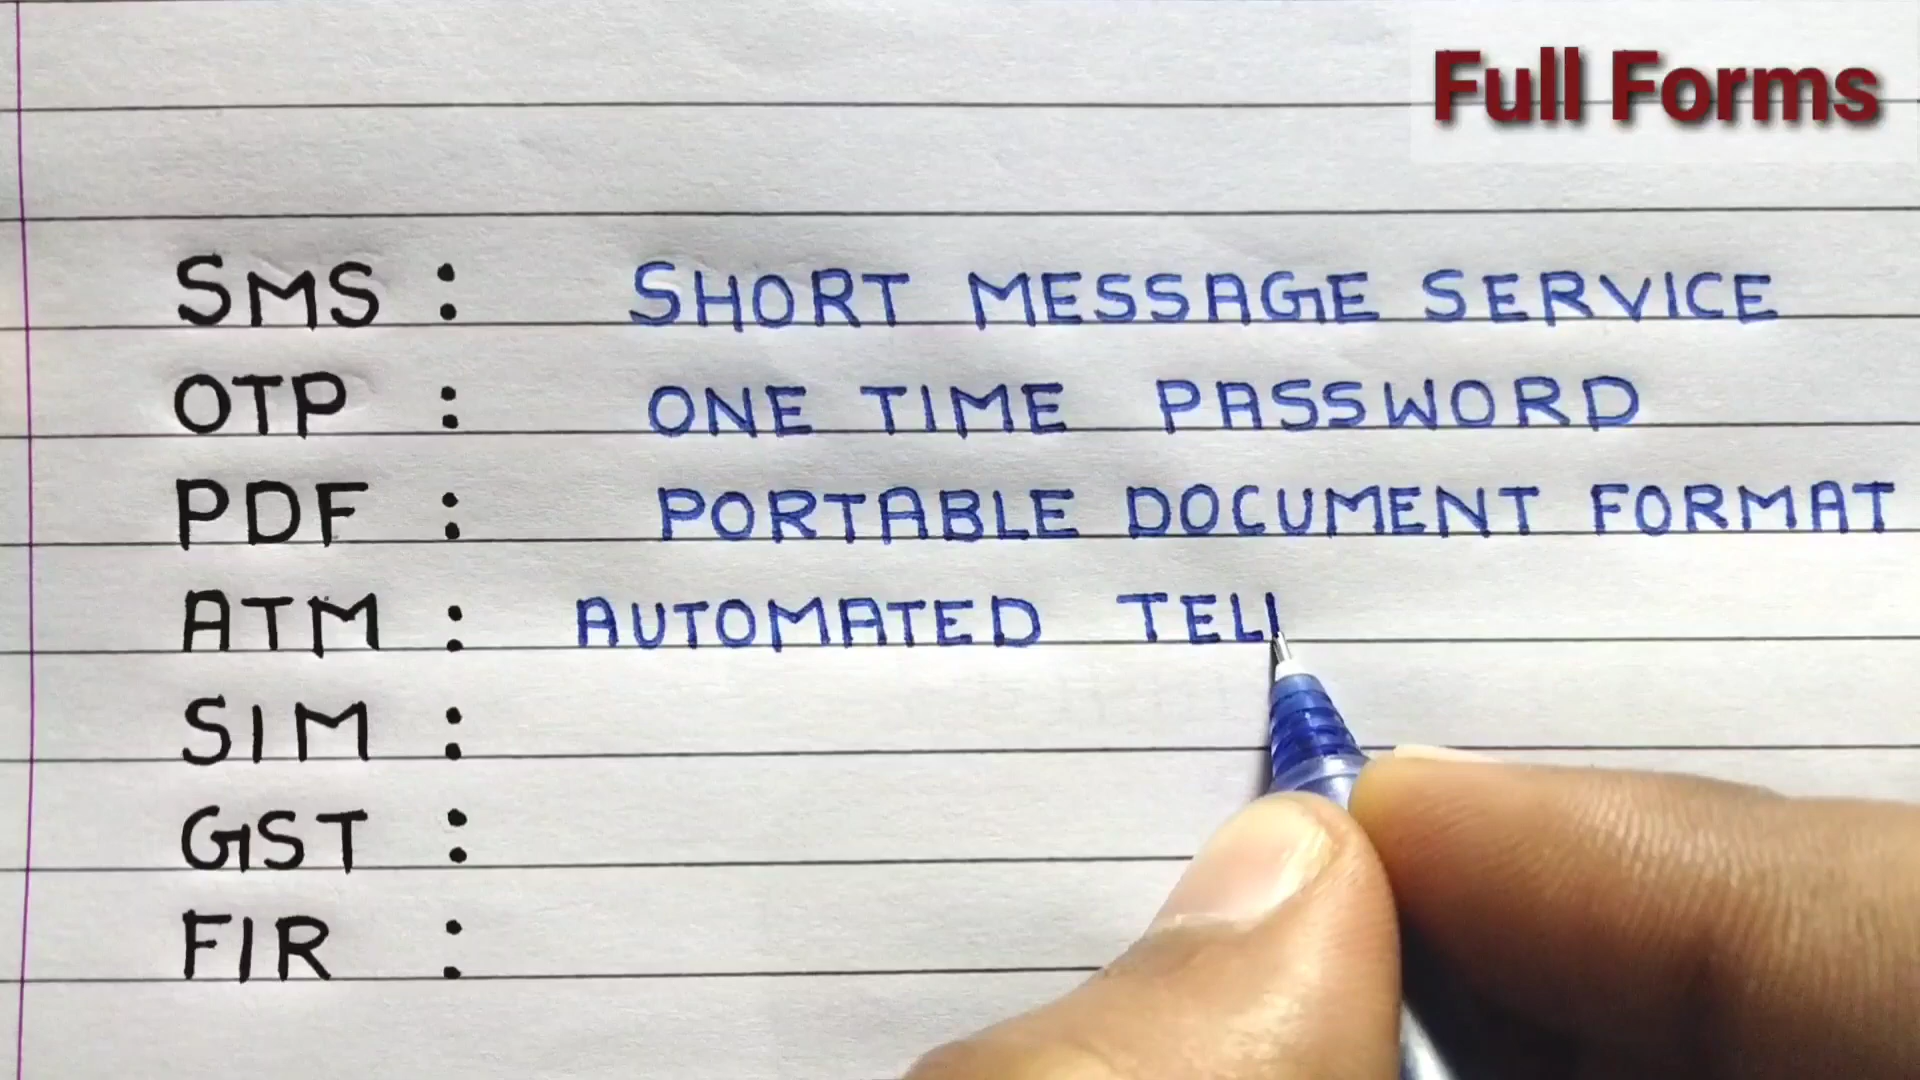 Full Forms
SMS : SHORT MESSAGE SERVICE
OTP : ONE TIME PASSWORD
PDF : PORTABLE DOCUMENT FORMAT
ATM : AUTOMATED TELL
SIM :
GST :
FIR :